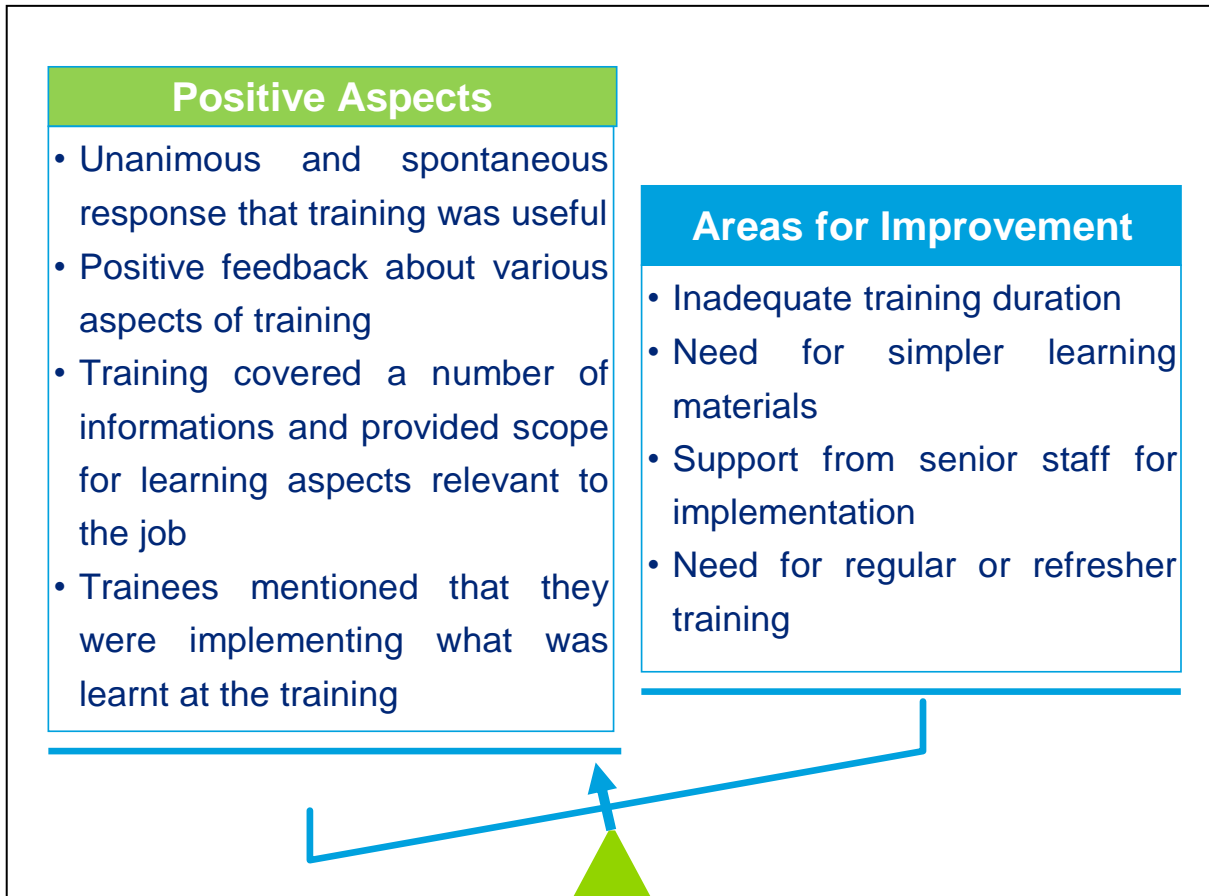 Positive Aspects
• Unanimous and spontaneous
response that training was useful
• Positive feedback about various
aspects of training
• Training covered a number of
informations and provided scope
for learning aspects relevant to
the job
• Trainees mentioned that they
were implementing what was
learnt at the training
Areas for Improvement
• Inadequate training duration
• Need for simpler learning
materials
• Support from senior staff for
implementation
• Need for regular or refresher
training